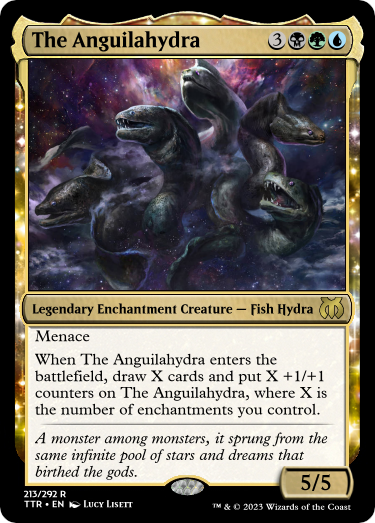 The Anguilahydra 3
Legendary Enchantment Creature — Fish Hydra
Menace
When The Anguilahydra enters the
battlefield, draw X cards and put X +1/+1
counters on The Anguilahydra, where X is
the number of enchantments you control.
A monster among monsters, it sprung from the
same infinite pool of stars and dreams that
birthed the gods.
5/5
213/292 R
TTR • EN Lucy Lisett
™ & © 2023 Wizards of the Coast